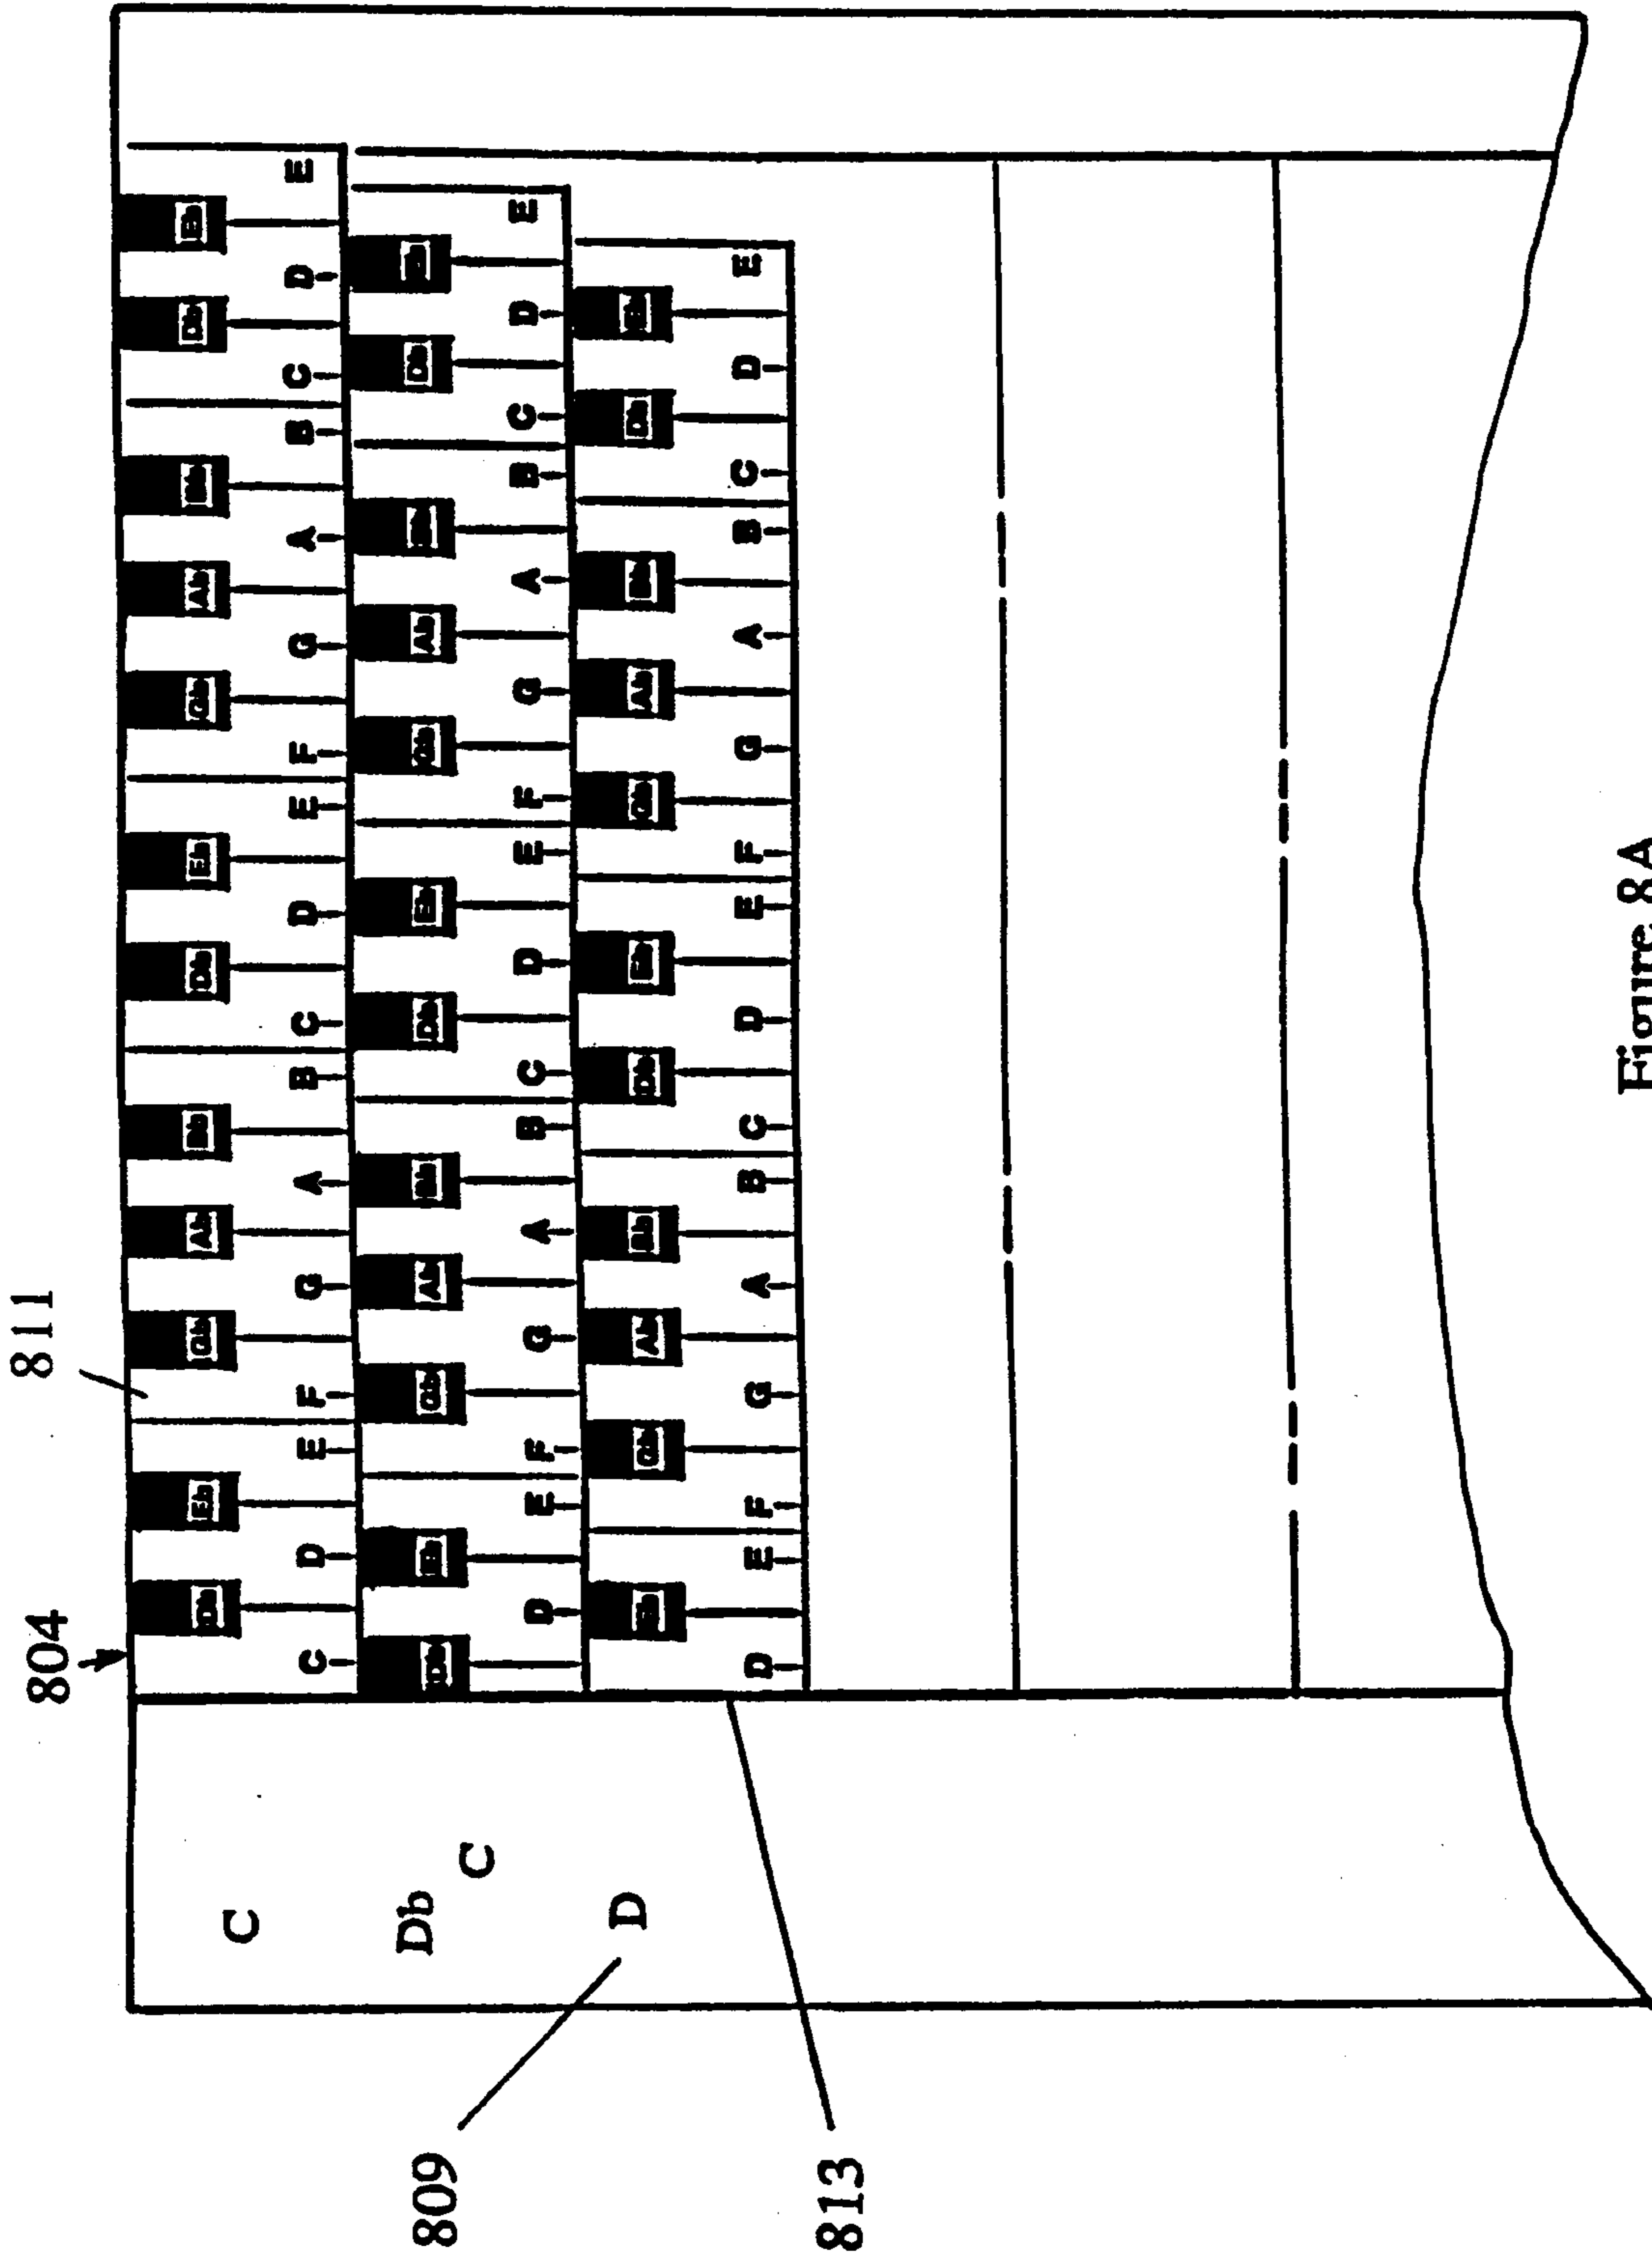 811
804
Db Eb Gb Ab Bb Db Eb Gb Ab Bb Db Eb
C
C D E F G A B C D E F G A B C D E
Db Db Eb Gb Ab Bb Db Eb Gb Ab Bb Db Eb
809
C
D E F G A B C D E F G A B C D E
D Eb Gb Ab Bb Db Eb Gb Ab Bb Db Eb
D E F G A B C D E F G A B C D E
813
Figure 8A